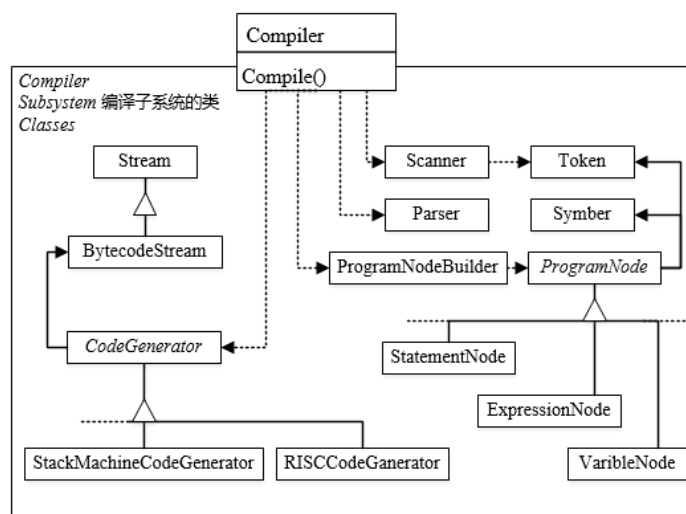 Compiler
Compile()
Compiler
Subsystem 编译子系统的类
Classes
Stream
Scanner
Token
Parser
Symber
BytecodeStream
ProgramNodeBuilder
ProgramNode
CodeGenerator
StatementNode
ExpressionNode
StackMachineCodeGenerator
RISCCodeGanerator
VaribleNode